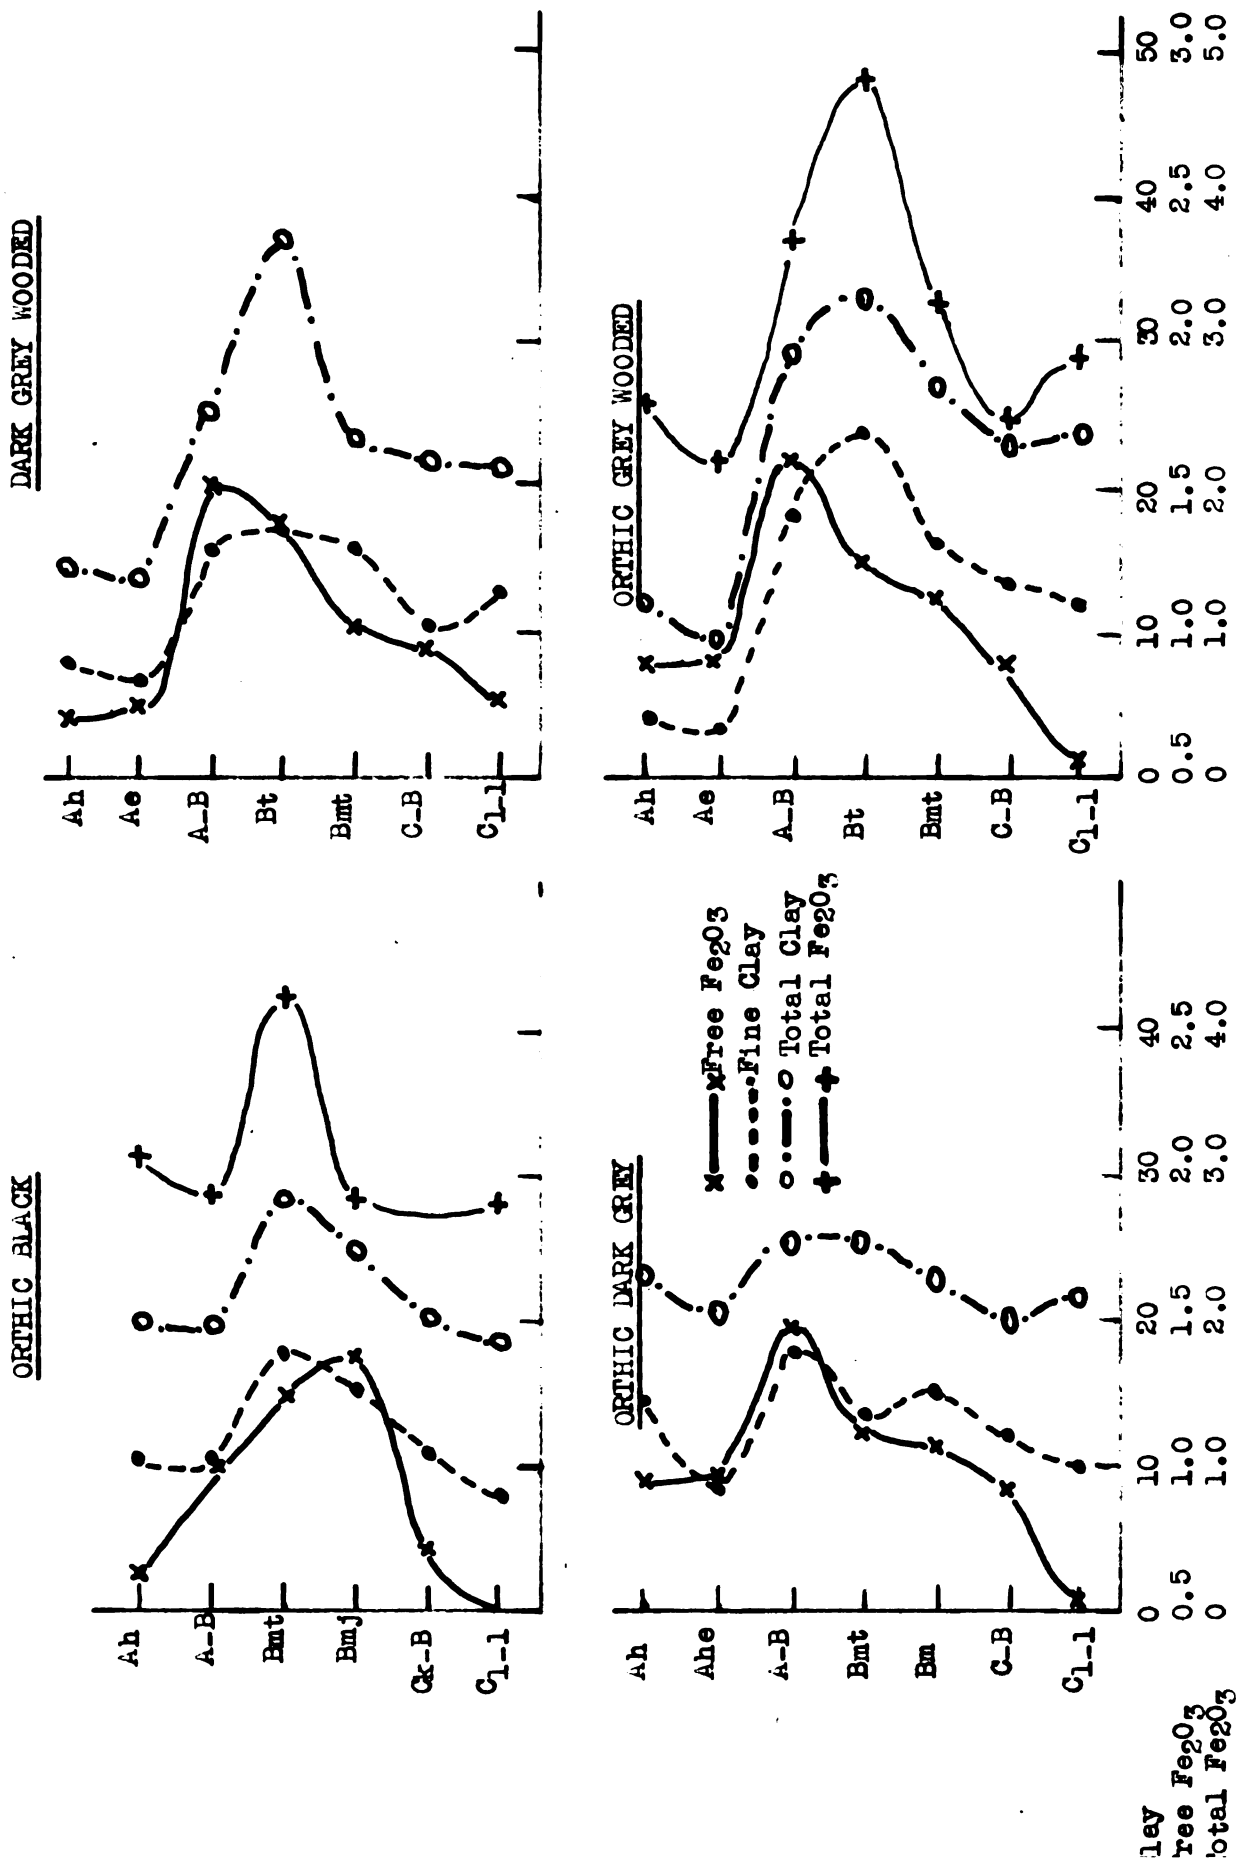 ORTHIC BLACK
Ah
A-B
Bmt
Bmj
Ck-B
C₁-1
DARK GREY WOODED
Ah
Ae
A-B
Bt
Bmt
C-B
C₁-1
ORTHIC DARK GREY
Ah
Ahe
A-B
Bmt
Bm
C-B
C₁-1
Free Fe₂O₃
Fine Clay
Total Clay
Total Fe₂O₃
ORTHIC GREY WOODED
Ah
Ae
A-B
Bt
Bmt
C-B
C₁-1
lay 0 10 20 30 40 0 10 20 30 40 50
ree Fe₂O₃ 0.5 1.0 1.5 2.0 2.5 0.5 1.0 1.5 2.0 2.5 3.0
otal Fe₂O₃ 0 1.0 2.0 3.0 4.0 0 1.0 2.0 3.0 4.0 5.0